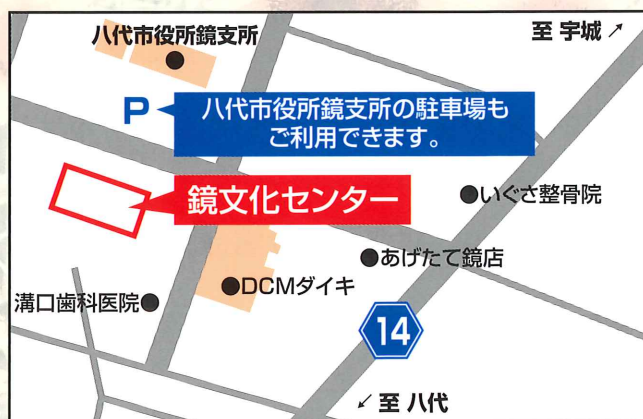 八代市役所鏡支所
至 宇城↗
P
八代市役所鏡支所の駐車場も
ご利用できます。
鏡文化センター
いぐさ整骨院
あげたて鏡店
DCMダイキ
溝口歯科医院
14
↙至 八代